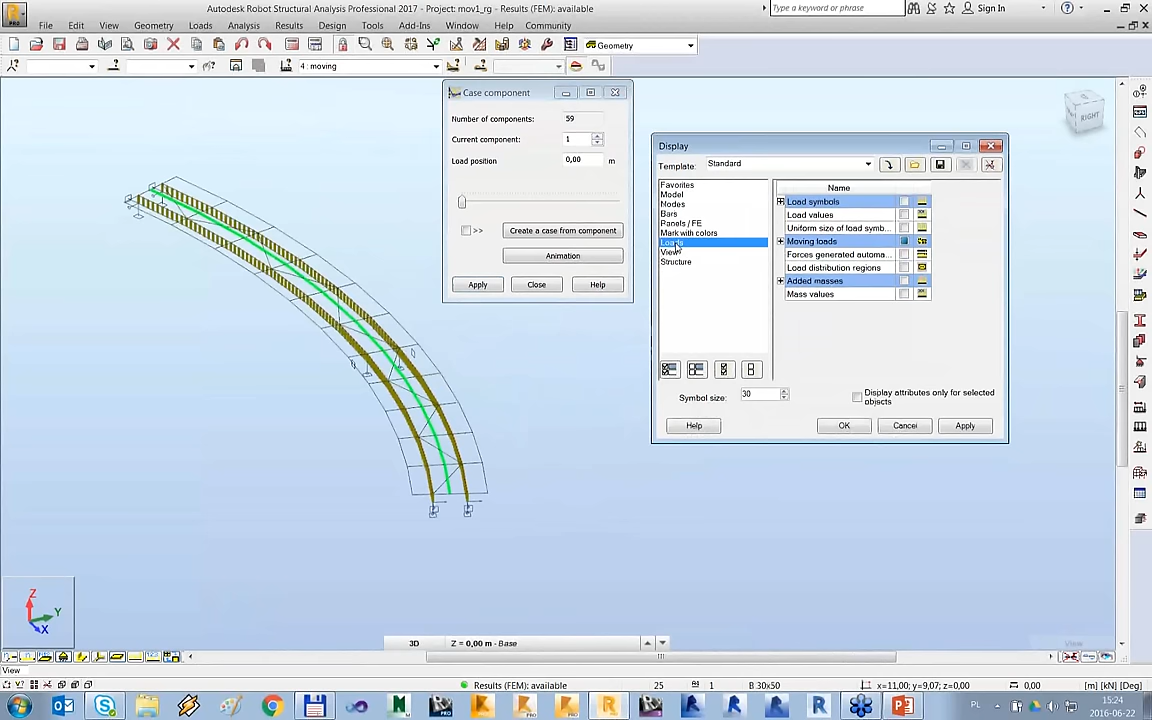 Autodesk Robot Structural Analysis Professional 2017 - Project: mov1_rg - Results (FEM): available
Type a keyword or phrase
Sign In
PRO
File Edit View Geometry Loads Analysis Results Design Tools Add-Ins Window Help Community
Geometry
4 : moving
Case component
Number of components: 59
Current component: 1
Load position 0,00 m
>> Create a case from component
Animation
Apply Close Help
Display
Template: Standard
Favorites
Model
Nodes
Bars
Panels / FE
Mark with colors
Loads
View
Structure
Name
Load symbols
Load values
Uniform size of load symb...
Moving loads
Forces generated automa...
Load distribution regions
Added masses
Mass values
Symbol size: 30
Display attributes only for selected
objects
Help OK Cancel Apply
RIGHT
Z
Y
X
3D Z = 0,00 m - Base
View
View
Results (FEM): available 25 1 B 30x50 x=11,00; y=9,07; z=0,00 0,00 [m] [kN] [Deg]
PL 15:24
2016-06-22